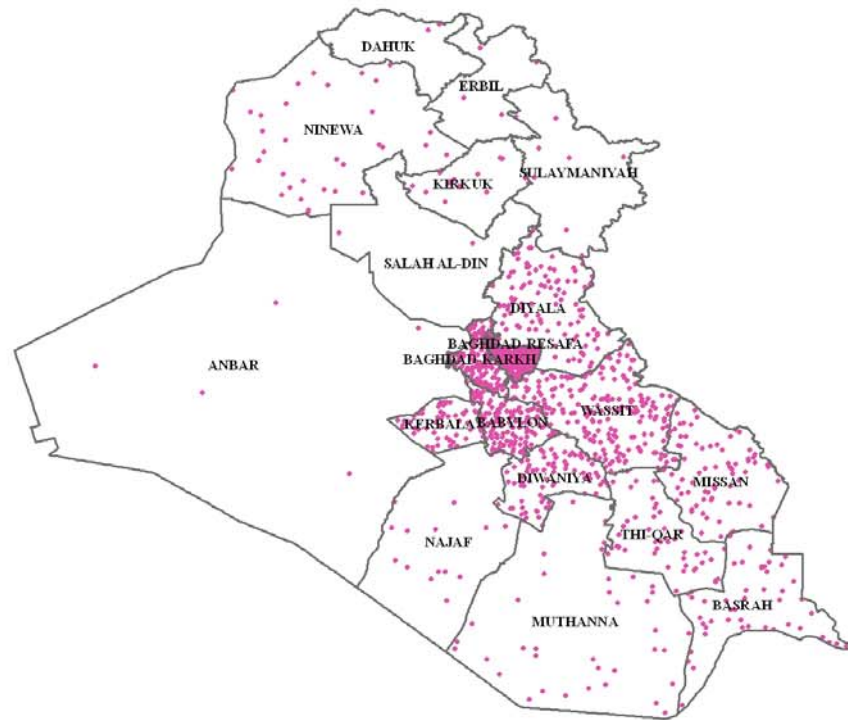 DAHUK
ERBIL
NINEWA
SULAYMANIYAH
KIRKUK
SALAH AL-DIN
DIYALA
BAGHDAD-RESAFA
BAGHDAD-KARKH
ANBAR
WASSIT
KERBALA
BABYLON
DIWANIYA
MISSAN
THI-QAR
NAJAF
BASRAH
MUTHANNA